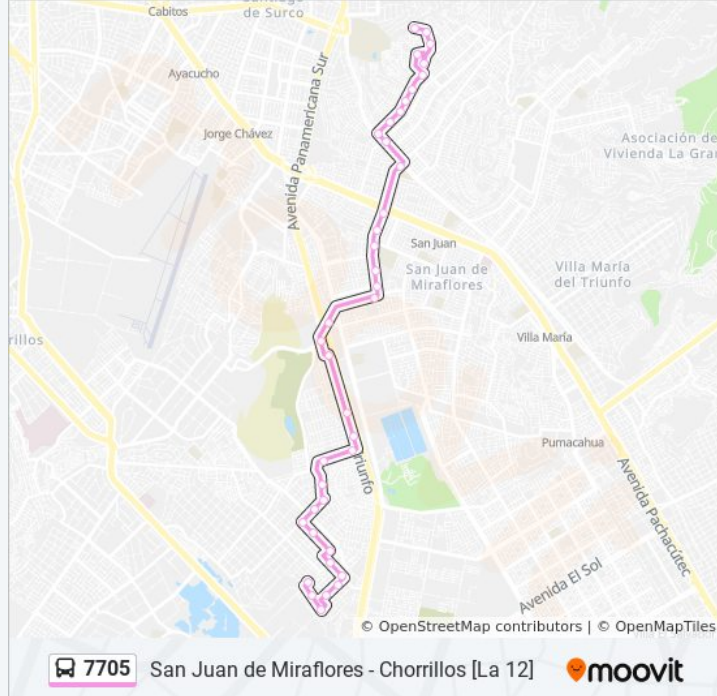 Cabitos
de Surco
Ayacucho
Avenida Panamericana Sur
Jorge Chávez
Asociación de
Vivienda La Gran
San Juan
San Juan de
Miraflores
Villa María
del Triunfo
rillos
Villa María
Pumacahua
riunfo
Avenida Pachacútec
Avenida El Sol
© OpenStreetMap contributors | © OpenMapTiles
7705
San Juan de Miraflores - Chorrillos [La 12]
moovit